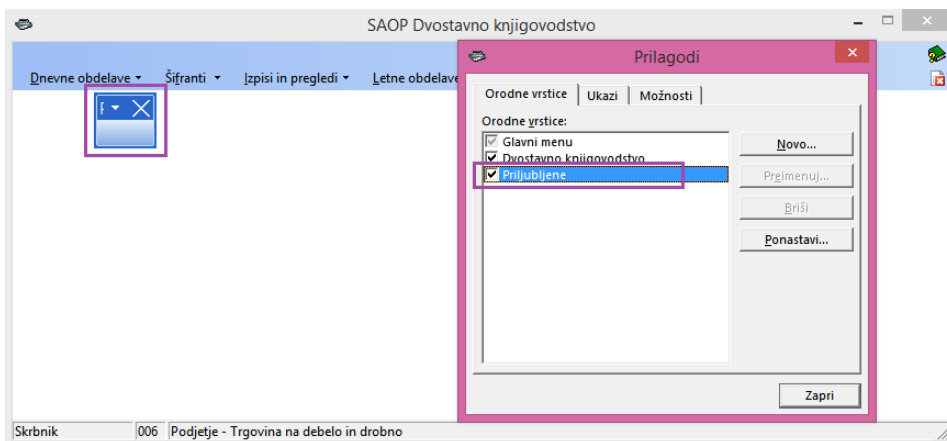 SAOP Dvostavno knjigovodstvo
Dnevne obdelave Šifranti Izpisi in pregledi Letne obdelave
Prilagodi
Orodne vrstice Ukazi Možnosti
Orodne vrstice:
Glavni menu
Dvostavno knjigovodstvo
Priljubljene
Novo...
Preimenuj...
Briši
Ponastavi...
Zapri
Skrbnik 006 Podjetje - Trgovina na debelo in drobno